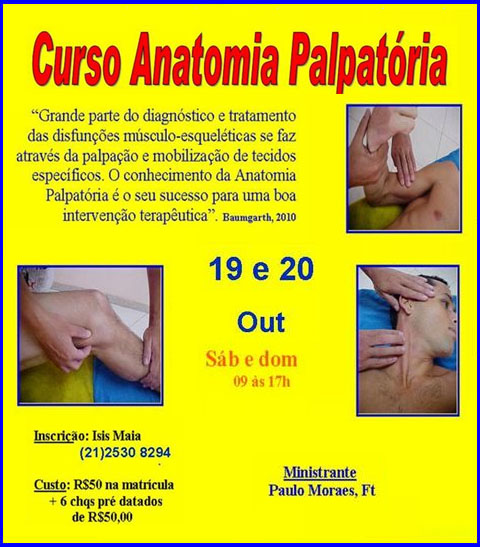 Curso Anatomia Palpatória
“Grande parte do diagnóstico e tratamento
das disfunções músculo-esqueléticas se faz
através da palpação e mobilização de tecidos
específicos. O conhecimento da Anatomia
Palpatória é o seu sucesso para uma boa
intervenção terapêutica”. Baumgarth, 2010
19 e 20
Out
Sáb e dom
09 às 17h
Inscrição: Isis Maia
(21)2530 8294
Custo: R$50 na matrícula
+ 6 chqs pré datados
de R$50,00
Ministrante
Paulo Moraes, Ft